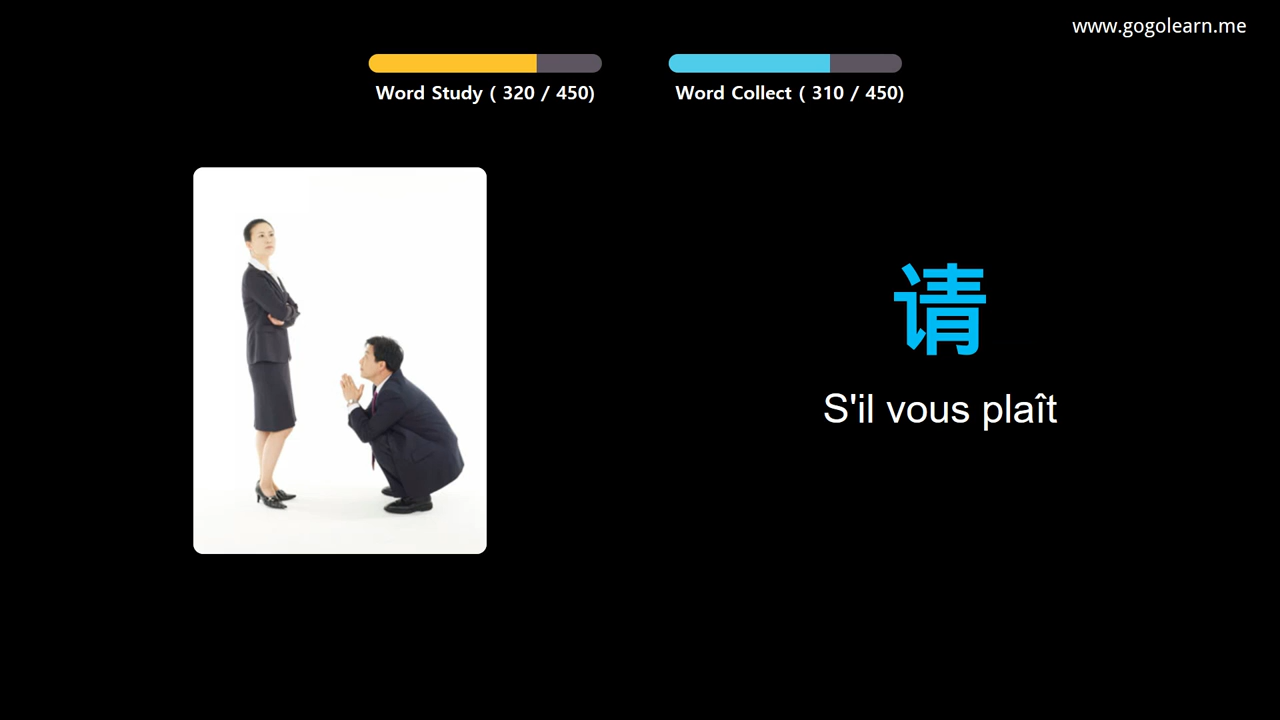 www.gogolearn.me
Word Study ( 320 / 450)
Word Collect ( 310 / 450)
请
S'il vous plaît